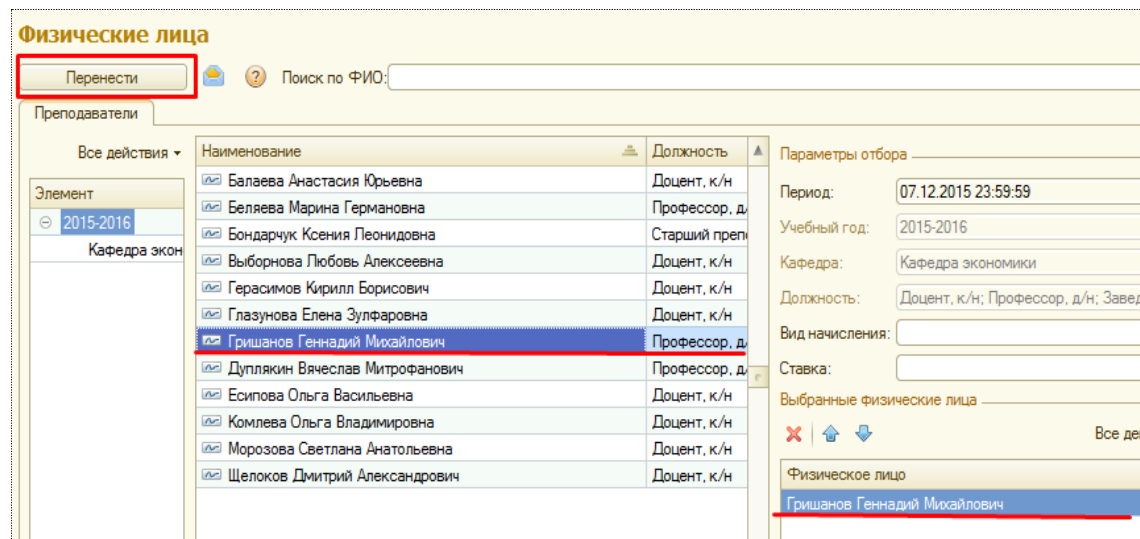 Физические лица
Перенести Поиск по ФИО:
Преподаватели
Все действия
Элемент
2015-2016
Кафедра экон
Наименование Должность
Балаева Анастасия Юрьевна Доцент, к/н
Беляева Марина Германовна Профессор, д/
Бондарчук Ксения Леонидовна Старший преп
Выборнова Любовь Алексеевна Доцент, к/н
Герасимов Кирилл Борисович Доцент, к/н
Глазунова Елена Зулфаровна Доцент, к/н
Гришанов Геннадий Михайлович Профессор, д/
Дуплякин Вячеслав Митрофанович Профессор, д/
Есипова Ольга Васильевна Доцент, к/н
Комлева Ольга Владимировна Доцент, к/н
Морозова Светлана Анатольевна Доцент, к/н
Щелоков Дмитрий Александрович Доцент, к/н
Параметры отбора
Период: 07.12.2015 23:59:59
Учебный год: 2015-2016
Кафедра: Кафедра экономики
Должность: Доцент, к/н; Профессор, д/н; Завед
Вид начисления:
Ставка:
Выбранные физические лица
Все де
Физическое лицо
Гришанов Геннадий Михайлович